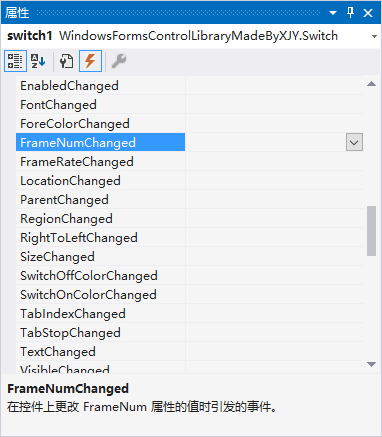 属性
switch1 WindowsFormsControlLibraryMadeByXJY.Switch
EnabledChanged
FontChanged
ForeColorChanged
FrameNumChanged
FrameRateChanged
LocationChanged
ParentChanged
RegionChanged
RightToLeftChanged
SizeChanged
SwitchOffColorChanged
SwitchOnColorChanged
TabIndexChanged
TabStopChanged
TextChanged
VisibleChanged
FrameNumChanged
在控件上更改 FrameNum 属性的值时引发的事件。